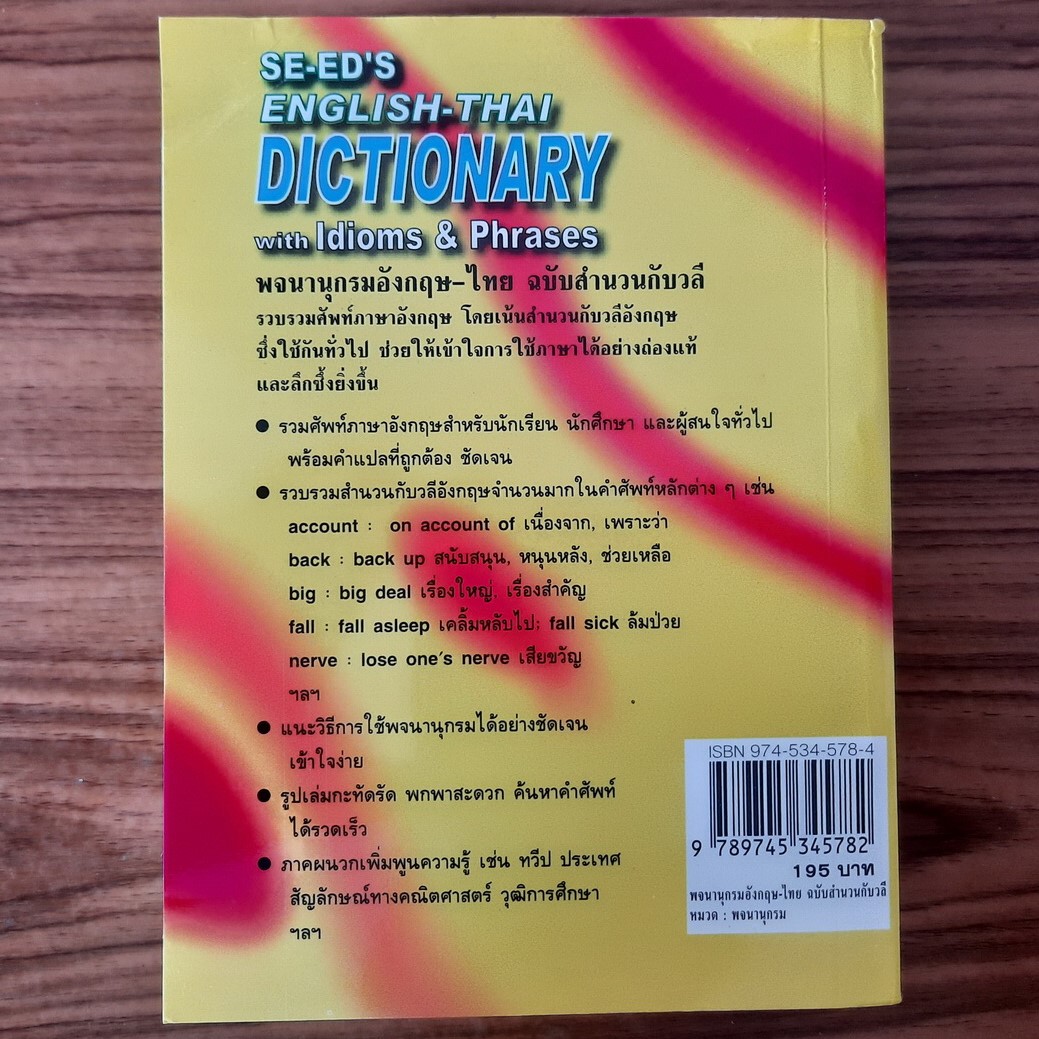 SE-ED'S
ENGLISH-THAI
DICTIONARY
with Idioms & Phrases
พจนานุกรมอังกฤษ-ไทย ฉบับสำนวนกับวลี
รวบรวมศัพท์ภาษาอังกฤษ โดยเน้นสำนวนกับวลีอังกฤษ
ซึ่งใช้กันทั่วไป ช่วยให้เข้าใจการใช้ภาษาได้อย่างถ่องแท้
และลึกซึ้งยิ่งขึ้น
● รวมศัพท์ภาษาอังกฤษสำหรับนักเรียน นักศึกษา และผู้สนใจทั่วไป
พร้อมคำแปลที่ถูกต้อง ชัดเจน
● รวบรวมสำนวนกับวลีอังกฤษจำนวนมากในคำศัพท์หลักต่าง ๆ เช่น
account : on account of เนื่องจาก, เพราะว่า
back : back up สนับสนุน, หนุนหลัง, ช่วยเหลือ
big : big deal เรื่องใหญ่, เรื่องสำคัญ
fall : fall asleep เคลิ้มหลับไป; fall sick ล้มป่วย
nerve : lose one's nerve เสียขวัญ
ฯลฯ
● แนะวิธีการใช้พจนานุกรมได้อย่างชัดเจน
เข้าใจง่าย
● รูปเล่มกะทัดรัด พกพาสะดวก ค้นหาคำศัพท์
ได้รวดเร็ว
● ภาคผนวกเพิ่มพูนความรู้ เช่น ทวีป ประเทศ
สัญลักษณ์ทางคณิตศาสตร์ วุฒิการศึกษา
ฯลฯ
ISBN 974-534-578-4
9 789745 345782
195 บาท
พจนานุกรมอังกฤษ-ไทย ฉบับสำนวนกับวลี
หมวด : พจนานุกรม